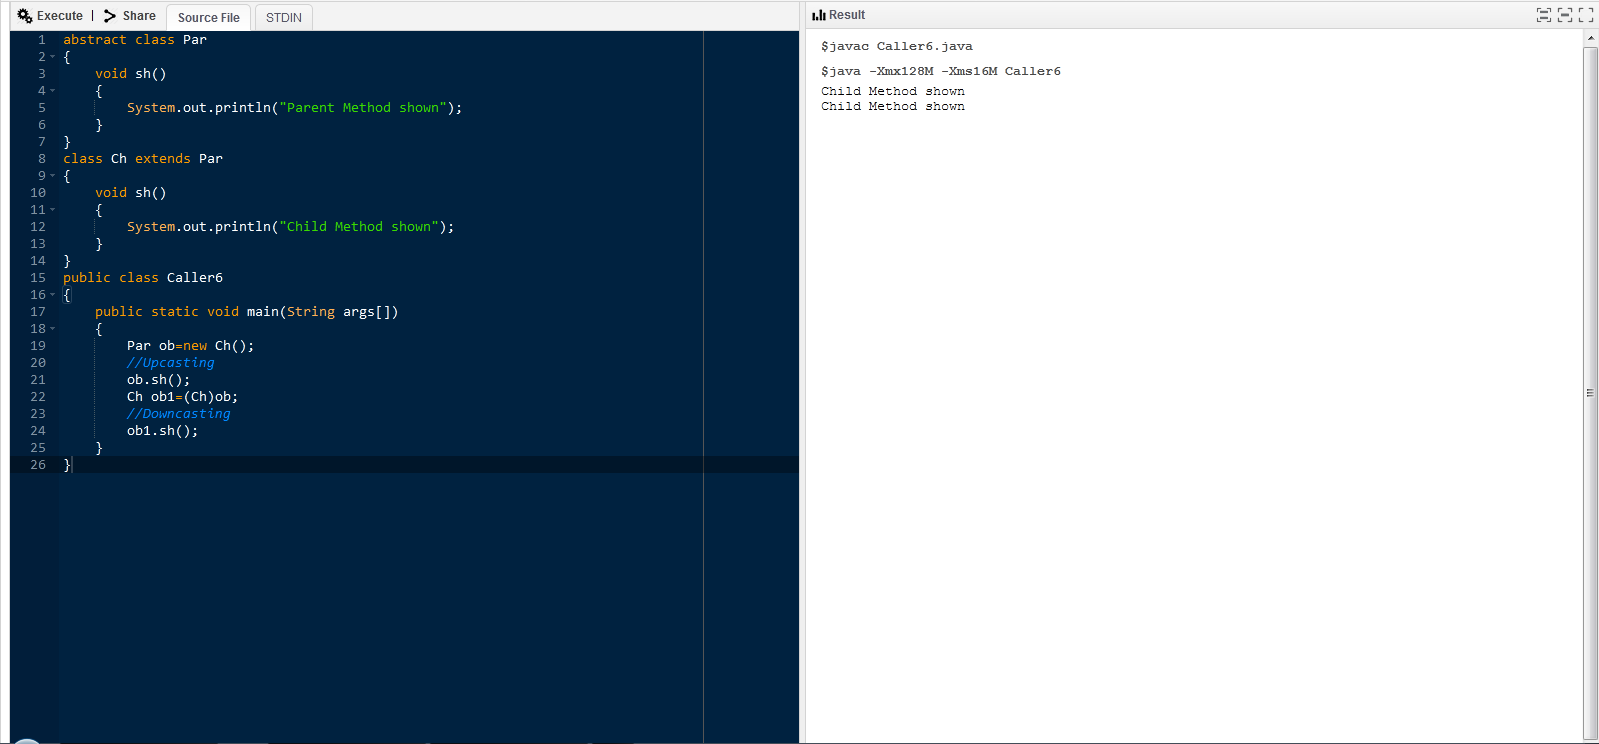 Execute | Share Source File STDIN
1 abstract class Par
2 {
3 void sh()
4 {
5 System.out.println("Parent Method shown");
6 }
7 }
8 class Ch extends Par
9 {
10 void sh()
11 {
12 System.out.println("Child Method shown");
13 }
14 }
15 public class Caller6
16 {
17 public static void main(String args[])
18 {
19 Par ob=new Ch();
20 //Upcasting
21 ob.sh();
22 Ch ob1=(Ch)ob;
23 //Downcasting
24 ob1.sh();
25 }
26 }
Result
$javac Caller6.java
$java -Xmx128M -Xms16M Caller6
Child Method shown
Child Method shown